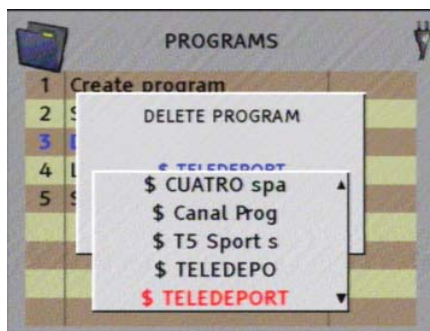 PROGRAMS
1 Create program
2 S
DELETE PROGRAM
3
4 L
$ TELEDEPORT
5 S
$ CUATRO spa
$ Canal Prog
$ T5 Sport s
$ TELEDEPO
$ TELEDEPORT